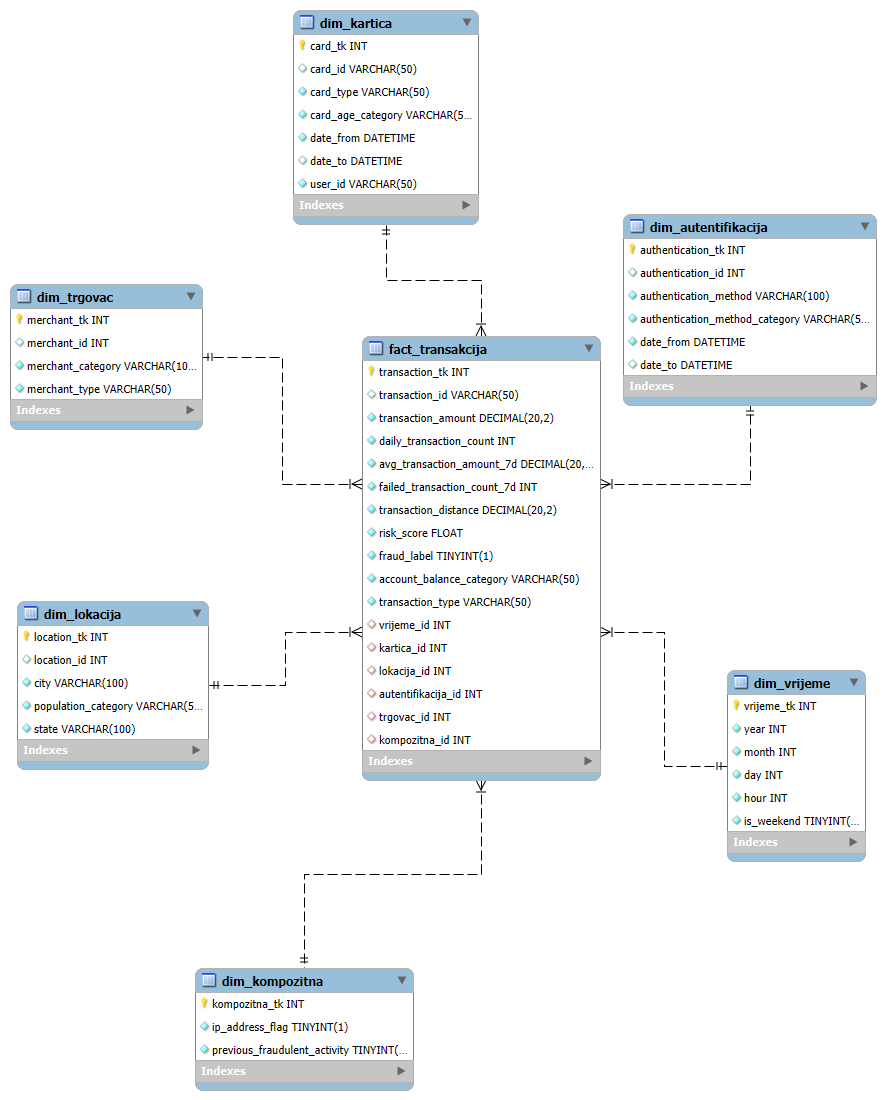 dim_kartica
card_tk INT
card_id VARCHAR(50)
card_type VARCHAR(50)
card_age_category VARCHAR(5...
date_from DATETIME
date_to DATETIME
user_id VARCHAR(50)
Indexes
dim_autentifikacija
authentication_tk INT
authentication_id INT
authentication_method VARCHAR(100)
authentication_method_category VARCHAR(5...
date_from DATETIME
date_to DATETIME
Indexes
dim_trgovac
merchant_tk INT
merchant_id INT
merchant_category VARCHAR(10...
merchant_type VARCHAR(50)
Indexes
fact_transakcija
transaction_tk INT
transaction_id VARCHAR(50)
transaction_amount DECIMAL(20,2)
daily_transaction_count INT
avg_transaction_amount_7d DECIMAL(20,...
failed_transaction_count_7d INT
transaction_distance DECIMAL(20,2)
risk_score FLOAT
fraud_label TINYINT(1)
account_balance_category VARCHAR(50)
transaction_type VARCHAR(50)
vrijeme_id INT
kartica_id INT
lokacija_id INT
autentifikacija_id INT
trgovac_id INT
kompozitna_id INT
Indexes
dim_lokacija
location_tk INT
location_id INT
city VARCHAR(100)
population_category VARCHAR(5...
state VARCHAR(100)
Indexes
dim_vrijeme
vrijeme_tk INT
year INT
month INT
day INT
hour INT
is_weekend TINYINT(...
Indexes
dim_kompozitna
kompozitna_tk INT
ip_address_flag TINYINT(1)
previous_fraudulent_activity TINYINT(...
Indexes